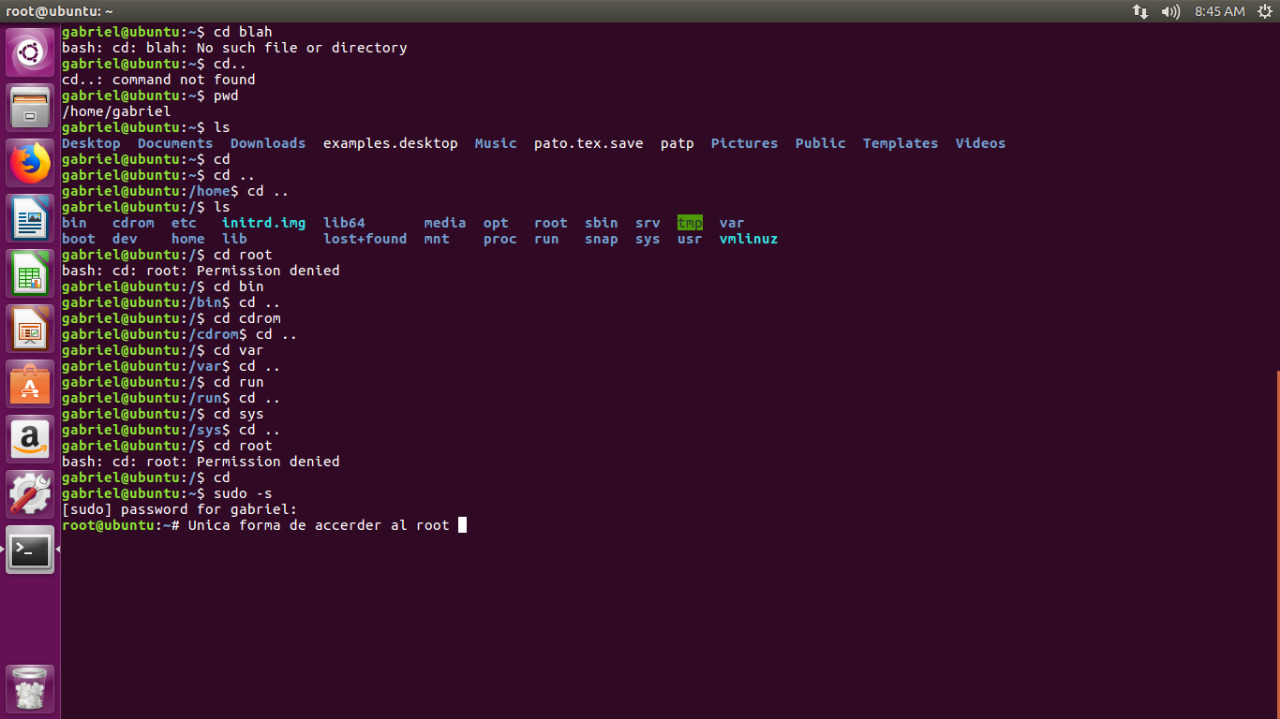 root@ubuntu: ~
8:45 AM
gabriel@ubuntu:~$ cd blah
bash: cd: blah: No such file or directory
gabriel@ubuntu:~$ cd..
cd..: command not found
gabriel@ubuntu:~$ pwd
/home/gabriel
gabriel@ubuntu:~$ ls
Desktop Documents Downloads examples.desktop Music pato.tex.save patp Pictures Public Templates Videos
gabriel@ubuntu:~$ cd
gabriel@ubuntu:~$ cd ..
gabriel@ubuntu:/home$ cd ..
gabriel@ubuntu:/$ ls
bin cdrom etc initrd.img lib64 media opt root sbin srv tmp var
boot dev home lib lost+found mnt proc run snap sys usr vmlinuz
gabriel@ubuntu:/$ cd root
bash: cd: root: Permission denied
gabriel@ubuntu:/$ cd bin
gabriel@ubuntu:/bin$ cd ..
gabriel@ubuntu:/$ cd cdrom
gabriel@ubuntu:/cdrom$ cd ..
gabriel@ubuntu:/$ cd var
gabriel@ubuntu:/var$ cd ..
gabriel@ubuntu:/$ cd run
gabriel@ubuntu:/run$ cd ..
gabriel@ubuntu:/$ cd sys
gabriel@ubuntu:/sys$ cd ..
gabriel@ubuntu:/$ cd root
bash: cd: root: Permission denied
gabriel@ubuntu:/$ cd
gabriel@ubuntu:~$ sudo -s
[sudo] password for gabriel:
root@ubuntu:~# Unica forma de accerder al root